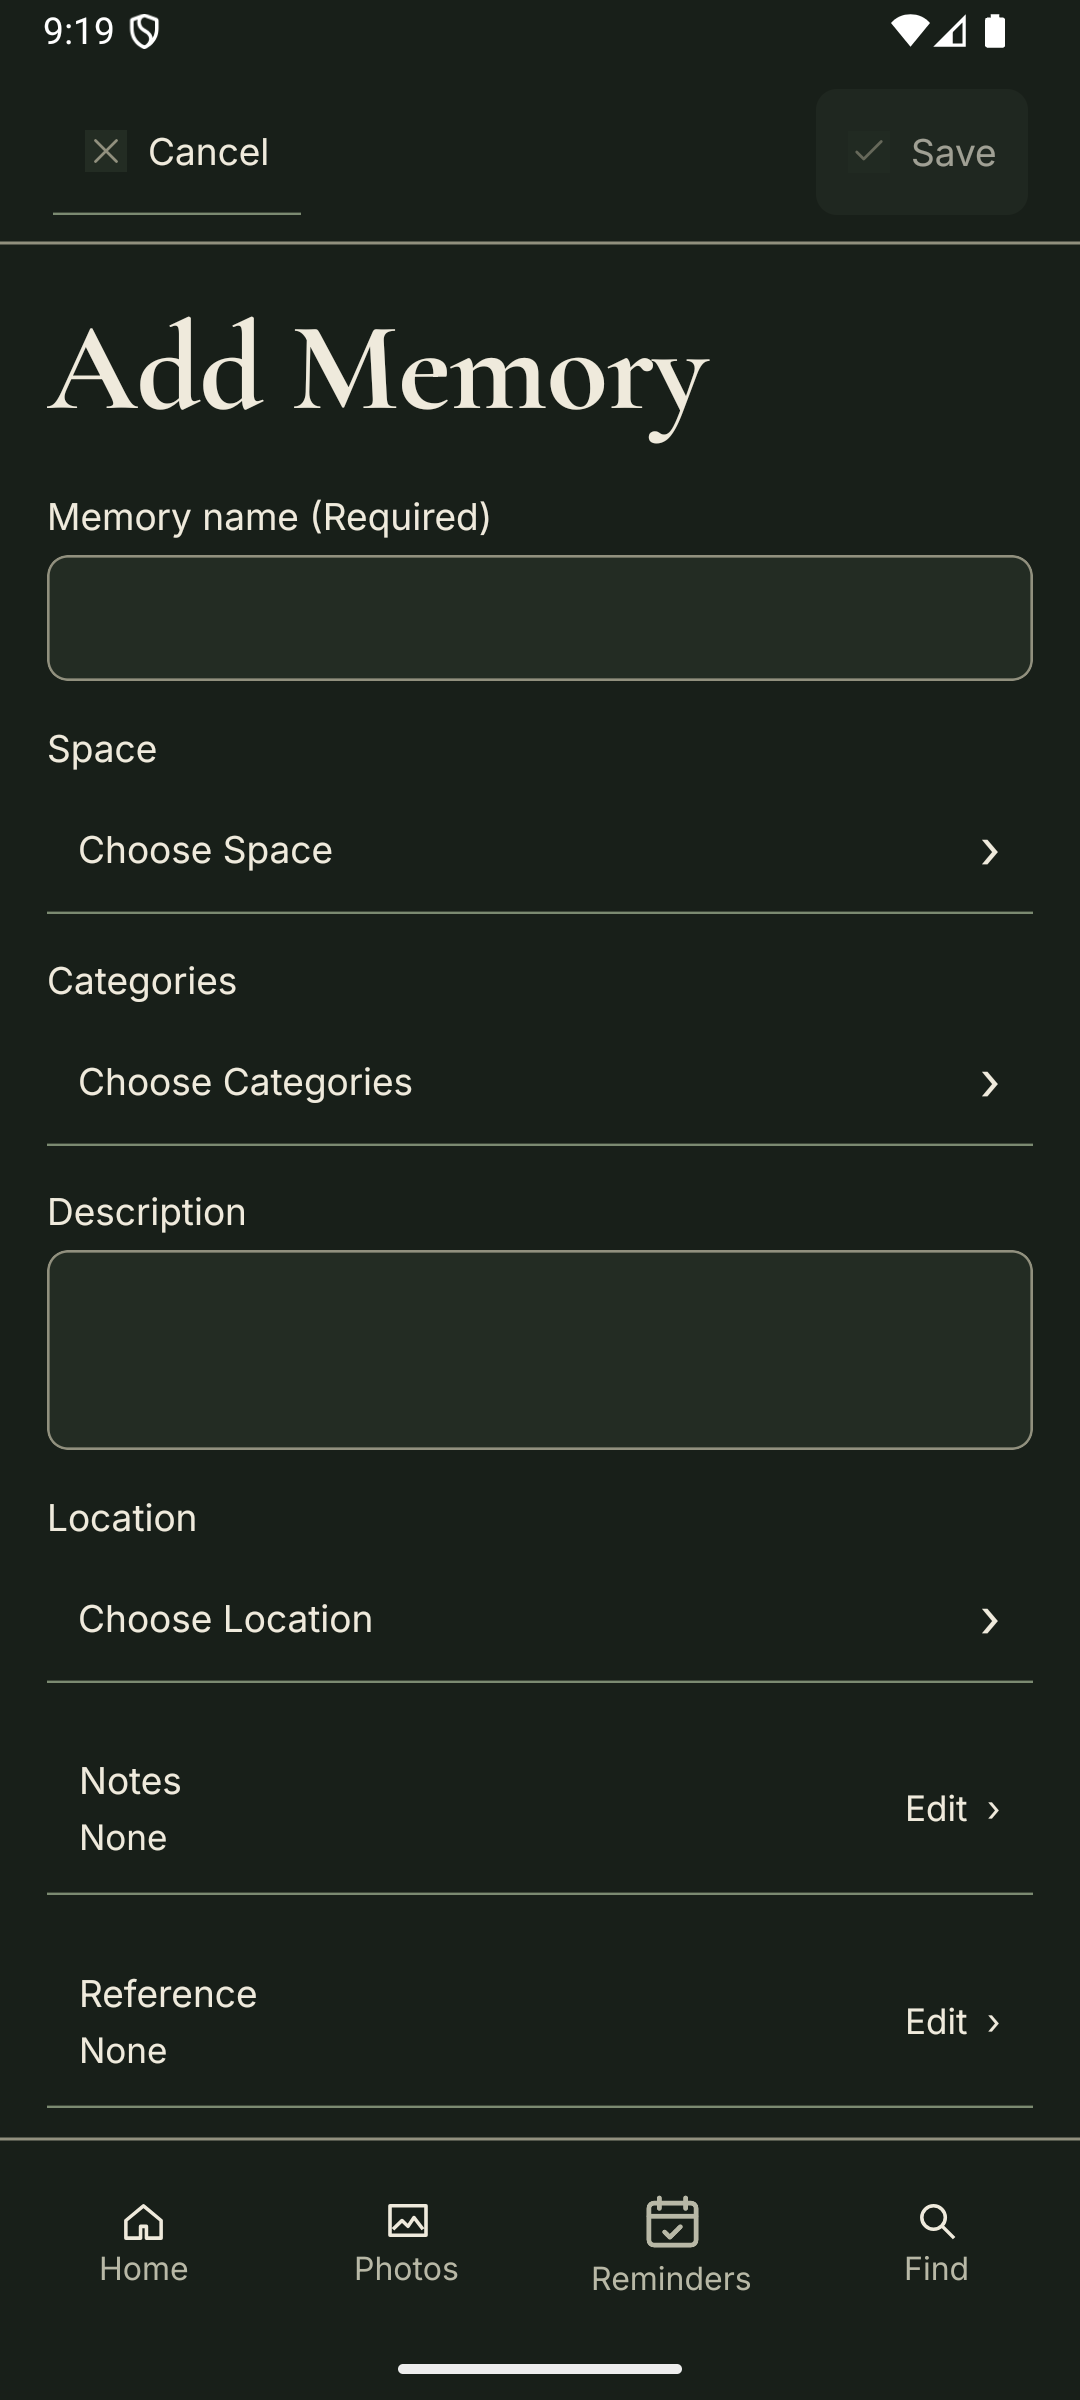 9:19
Cancel
Save
Add Memory
Memory name (Required)
Space
Choose Space
Categories
Choose Categories
Description
Location
Choose Location
Notes
None
Edit
Reference
None
Edit
Home
Photos
Reminders
Find